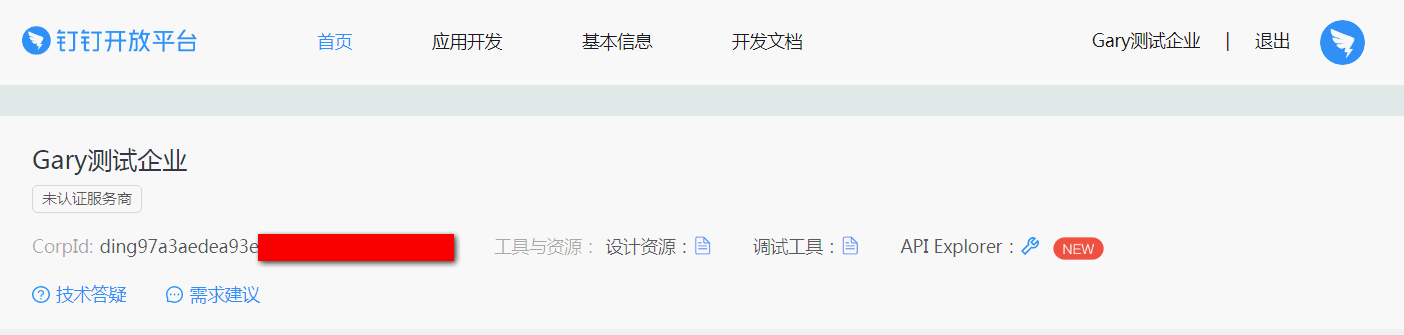 钉钉开放平台 首页 应用开发 基本信息 开发文档 Gary测试企业 | 退出
Gary测试企业
未认证服务商
CorpId: ding97a3aedea93e 工具与资源： 设计资源： 调试工具： API Explorer： NEW
技术答疑 需求建议